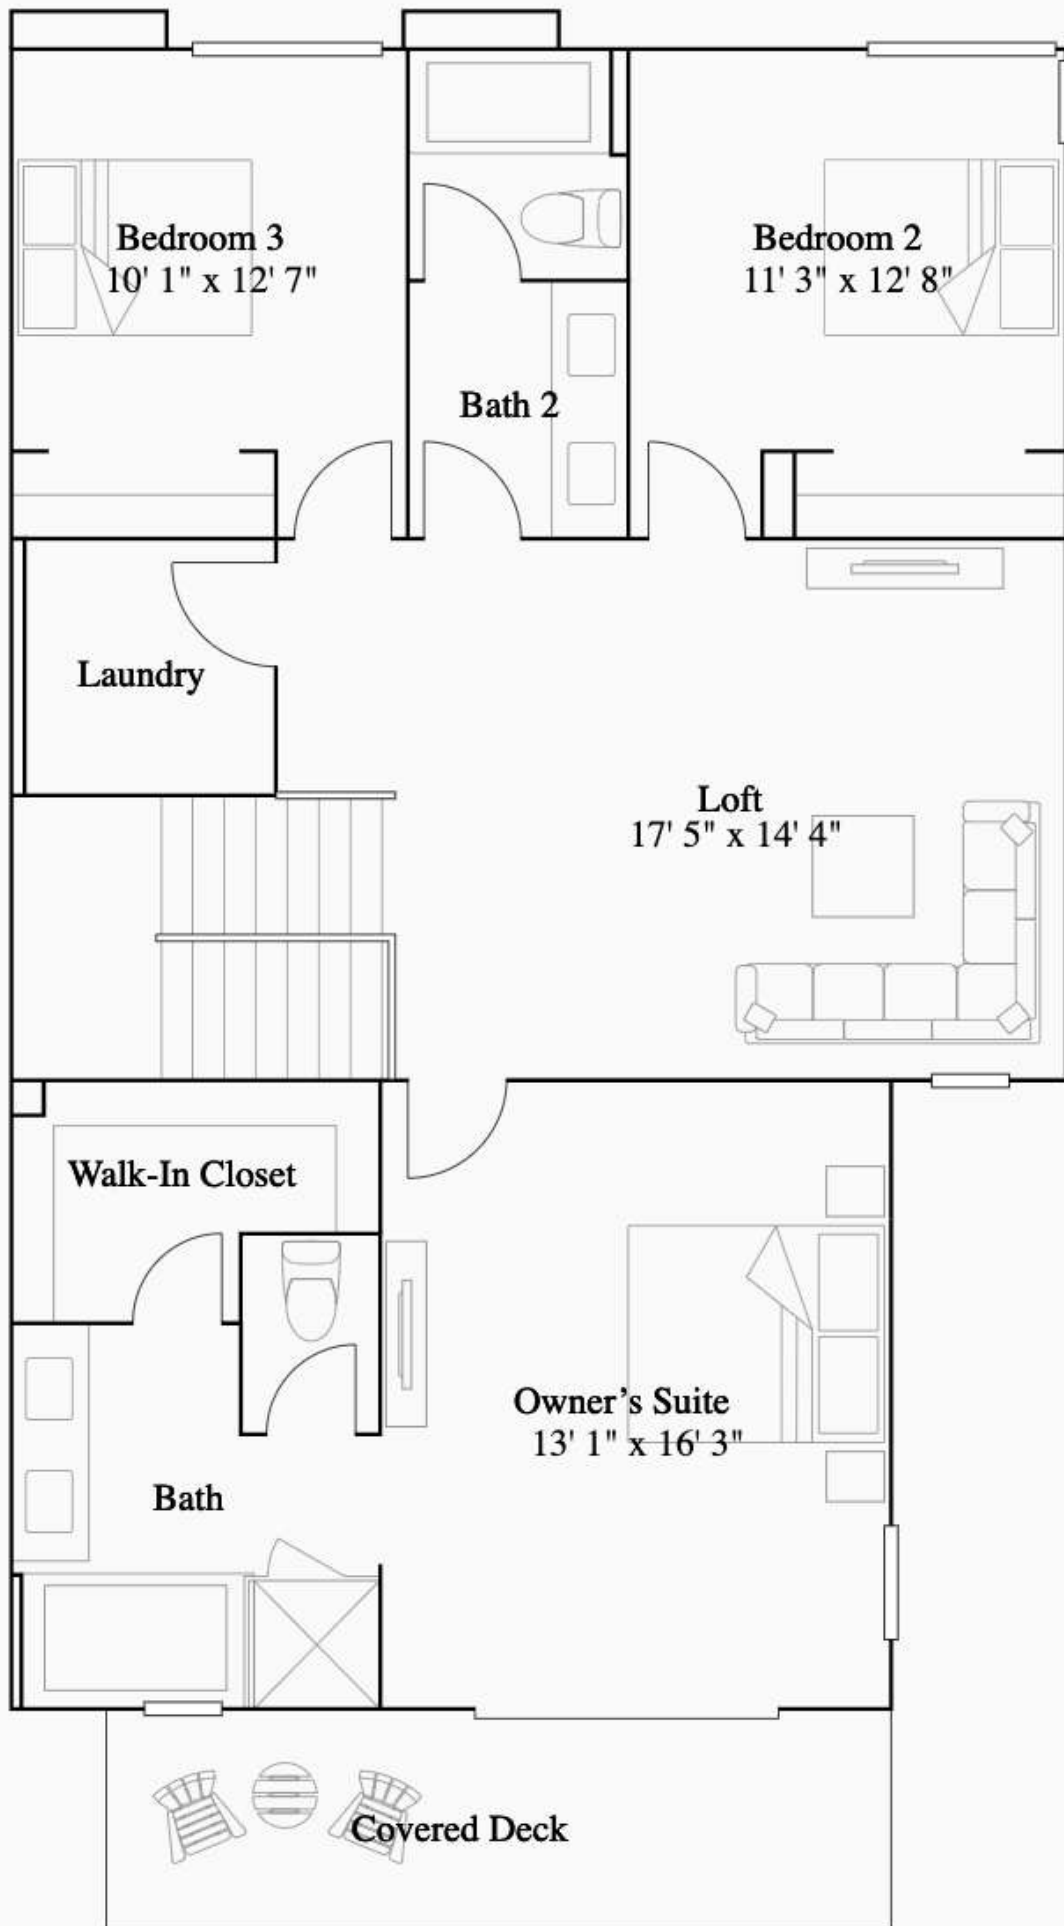 Bedroom 3
10' 1" x 12' 7"
Bedroom 2
11' 3" x 12' 8"
Bath 2
Laundry
Loft
17' 5" x 14' 4"
Walk-In Closet
Owner’s Suite
13' 1" x 16' 3"
Bath
Covered Deck